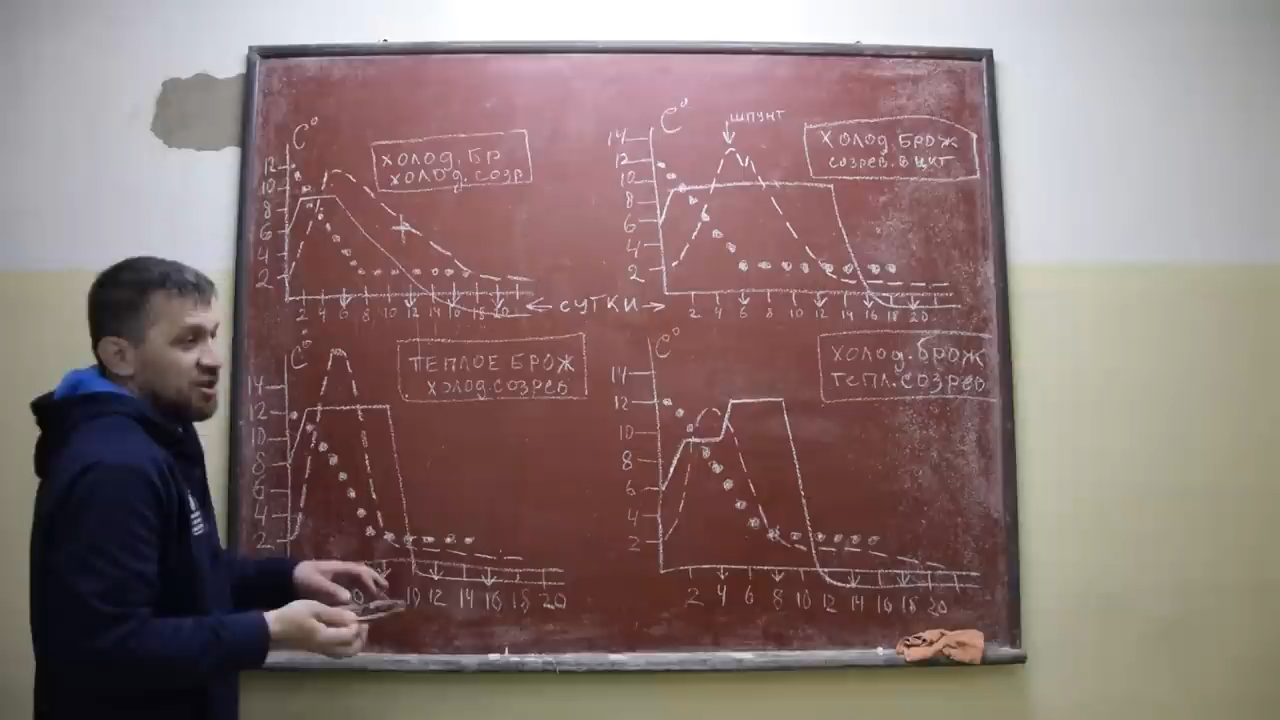 C°
ХОЛОД. БР
ХОЛОД. СОЗР
12
10
8
6
4
2
2 4 6 8 10 12 14 16 18 20
← СУТКИ →
C°
ШПУНТ
ХОЛОД. БРОЖ
СОЗРЕВ. В ЦКТ
14
12
10
8
6
4
2
2 4 6 8 10 12 14 16 18 20
C°
ТЕПЛОЕ БРОЖ
ХОЛОД. СОЗРЕВ
14
12
10
8
6
4
2
10 12 14 16 18 20
C°
ХОЛОД. БРОЖ
ТЕПЛ. СОЗРЕВ
14
12
10
8
6
4
2
2 4 6 8 10 12 14 16 18 20